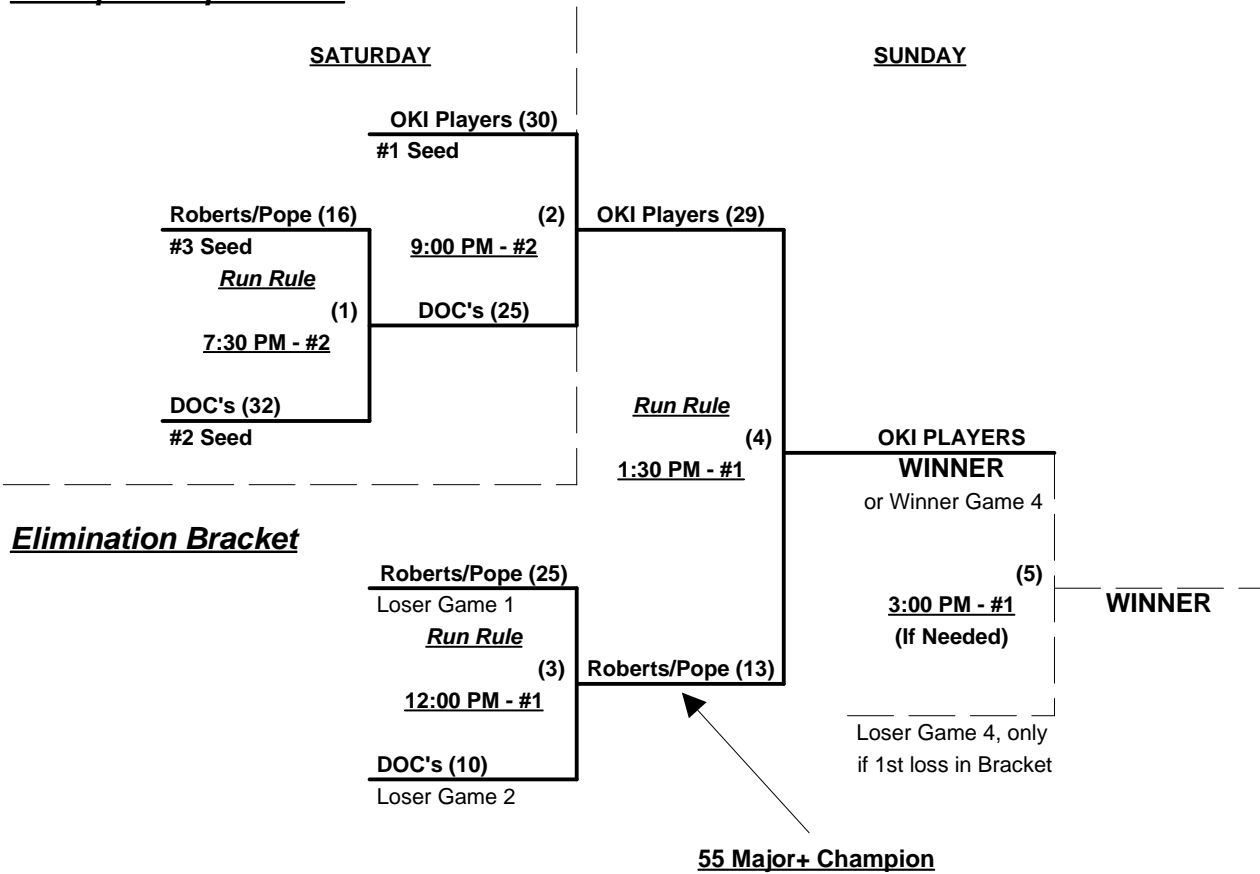 SATURDAY
SUNDAY
OKI Players (30)
#1 Seed
Roberts/Pope (16)
(2)
OKI Players (29)
#3 Seed
9:00 PM - #2
Run Rule
(1)
DOC's (25)
7:30 PM - #2
DOC's (32)
#2 Seed
Run Rule
(4)
1:30 PM - #1
OKI PLAYERS
WINNER
or Winner Game 4
Elimination Bracket
Roberts/Pope (25)
Loser Game 1
Run Rule
(3)
12:00 PM - #1
Roberts/Pope (13)
DOC's (10)
Loser Game 2
(5)
3:00 PM - #1
(If Needed)
WINNER
Loser Game 4, only
if 1st loss in Bracket
55 Major+ Champion